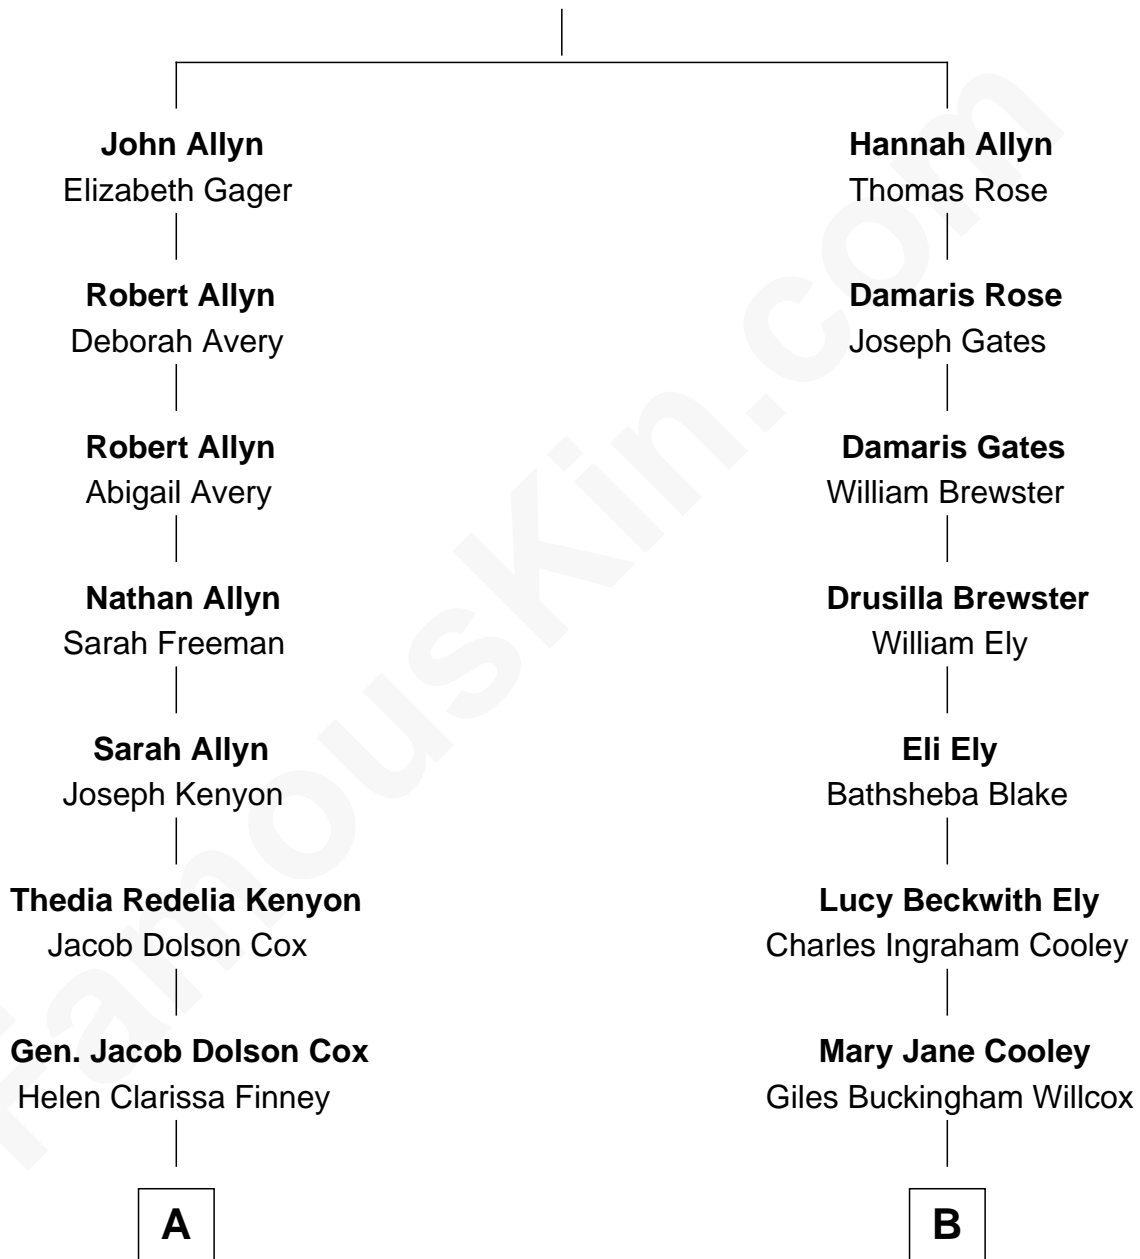 John Allyn
Elizabeth Gager
Robert Allyn
Deborah Avery
Robert Allyn
Abigail Avery
Nathan Allyn
Sarah Freeman
Sarah Allyn
Joseph Kenyon
Thedia Redelia Kenyon
Jacob Dolson Cox
Gen. Jacob Dolson Cox
Helen Clarissa Finney
A
Hannah Allyn
Thomas Rose
Damaris Rose
Joseph Gates
Damaris Gates
William Brewster
Drusilla Brewster
William Ely
Eli Ely
Bathsheba Blake
Lucy Beckwith Ely
Charles Ingraham Cooley
Mary Jane Cooley
Giles Buckingham Willcox
B
FamousKin.com